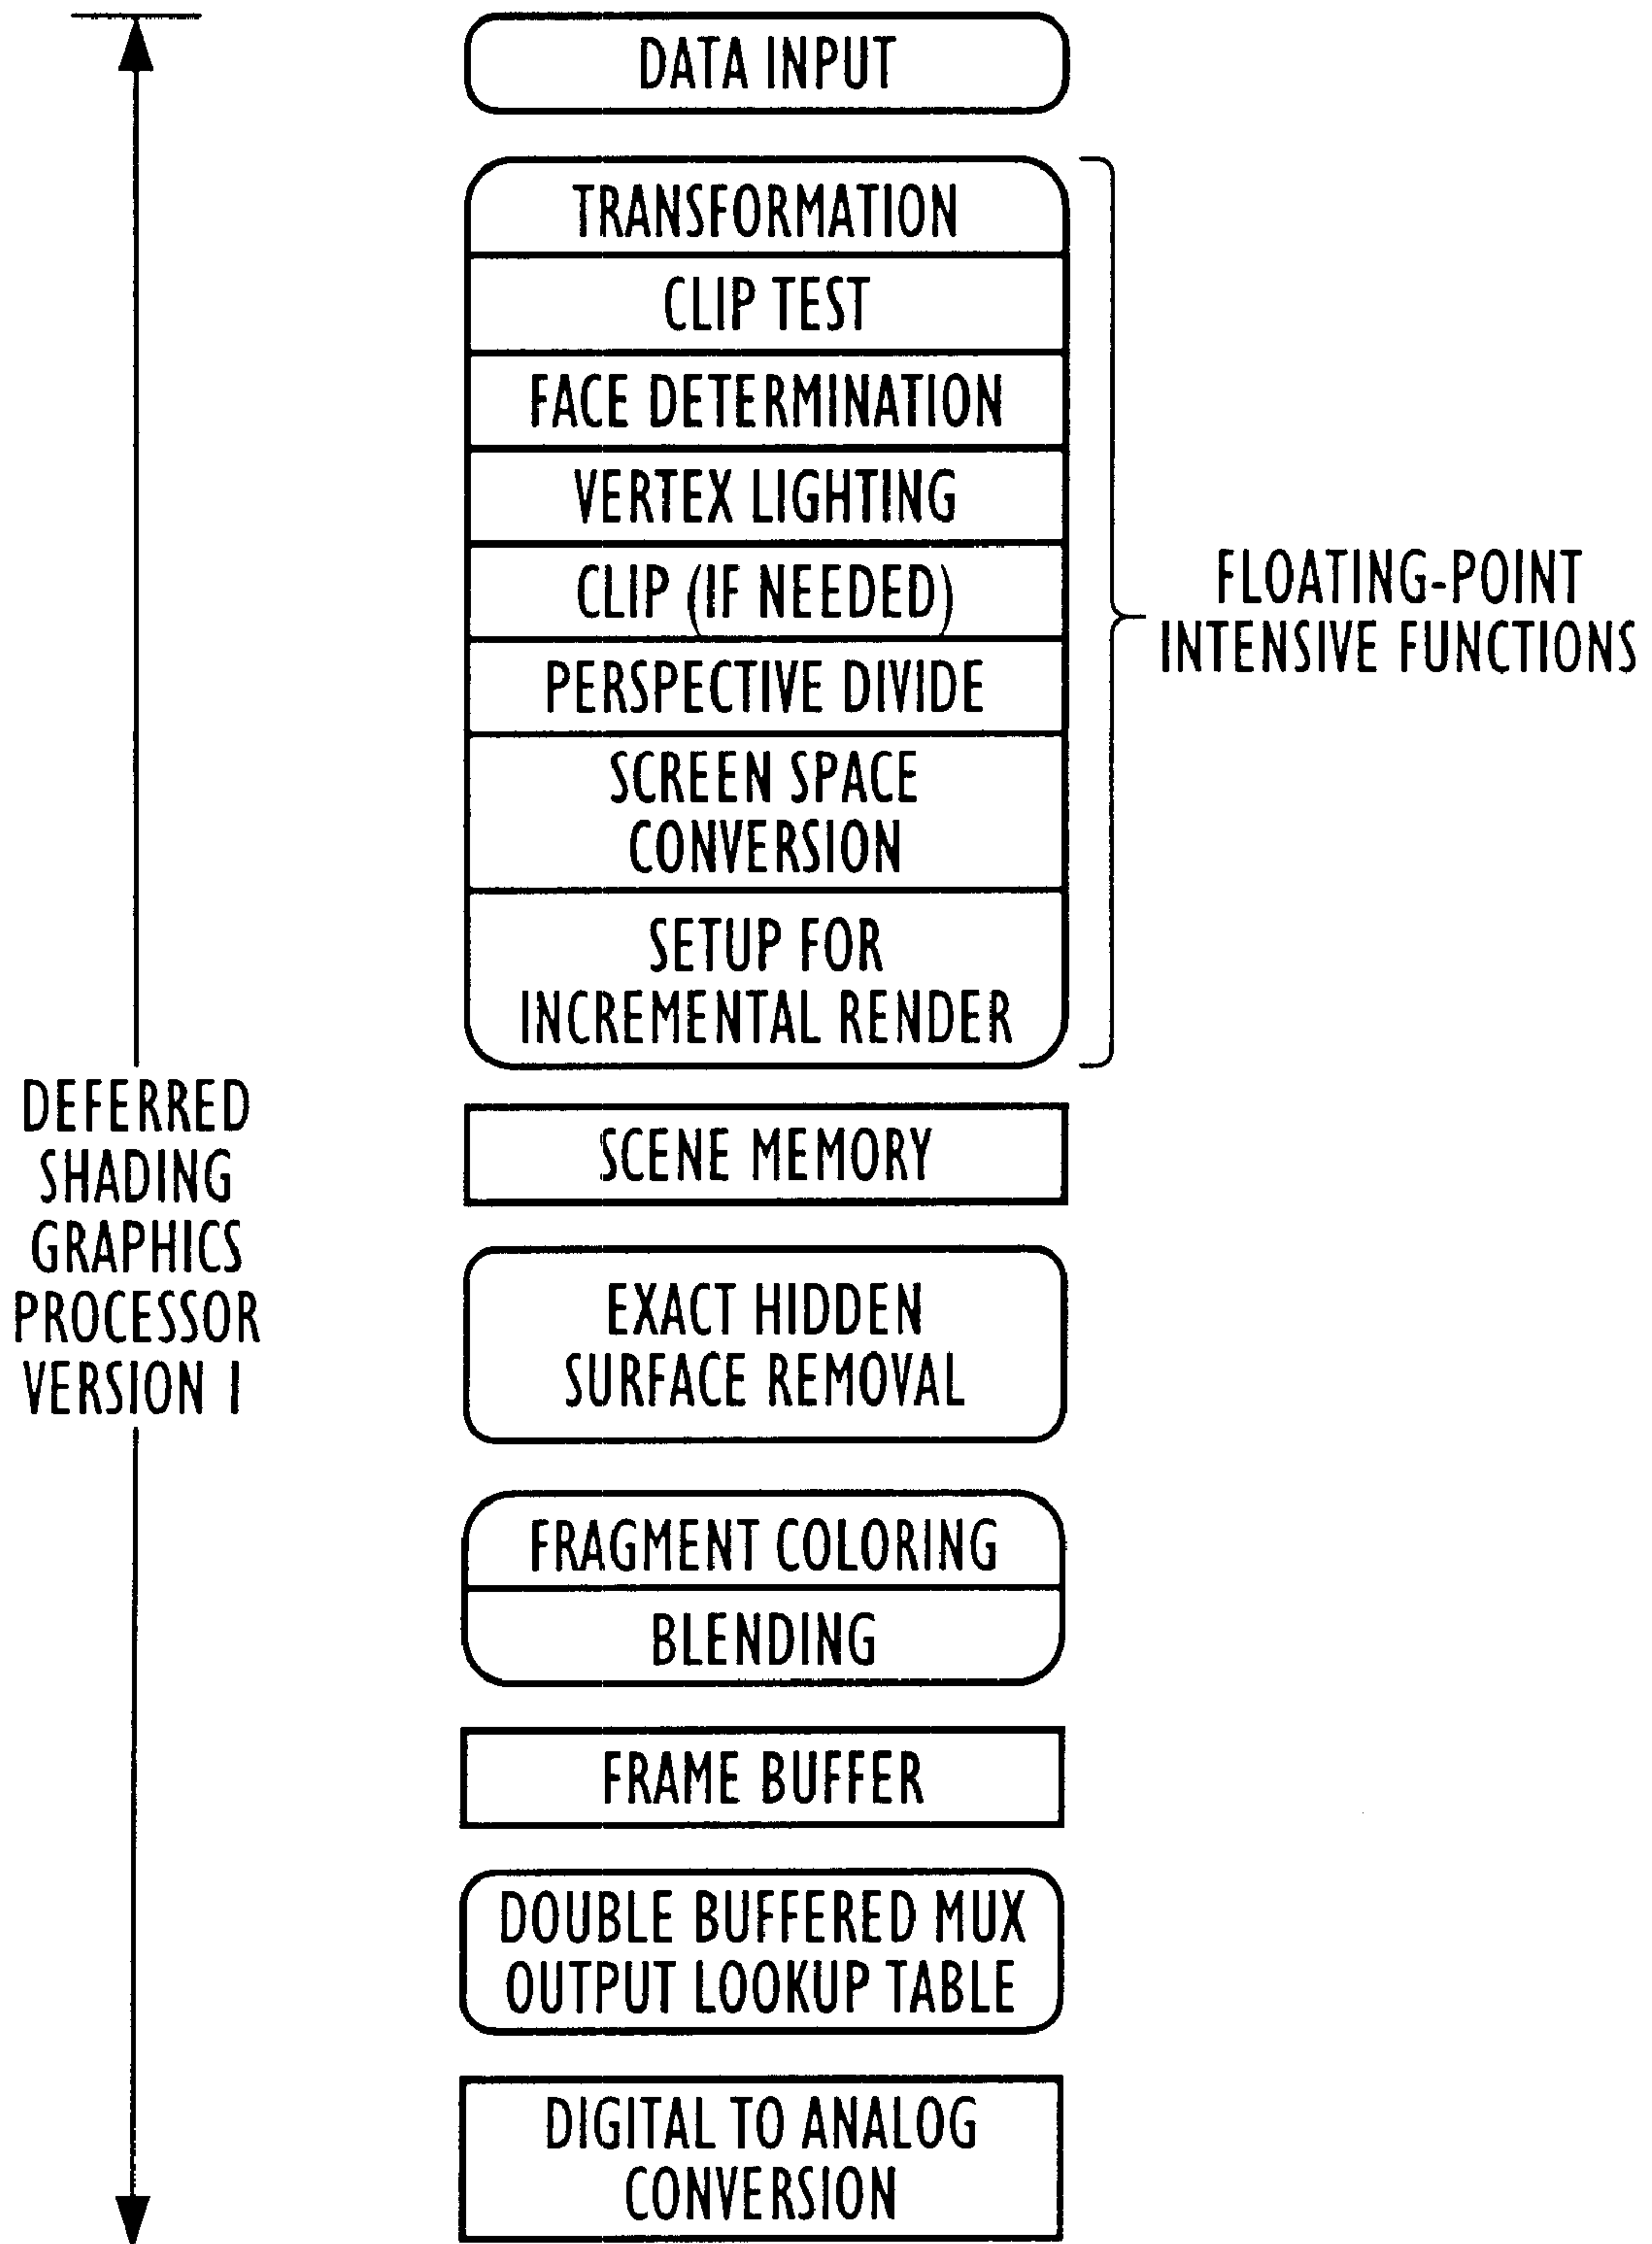 DATA INPUT
TRANSFORMATION
CLIP TEST
FACE DETERMINATION
VERTEX LIGHTING
CLIP (IF NEEDED)
PERSPECTIVE DIVIDE
SCREEN SPACE
CONVERSION
SETUP FOR
INCREMENTAL RENDER
FLOATING-POINT
INTENSIVE FUNCTIONS
DEFERRED
SHADING
GRAPHICS
PROCESSOR
VERSION 1
SCENE MEMORY
EXACT HIDDEN
SURFACE REMOVAL
FRAGMENT COLORING
BLENDING
FRAME BUFFER
DOUBLE BUFFERED MUX
OUTPUT LOOKUP TABLE
DIGITAL TO ANALOG
CONVERSION